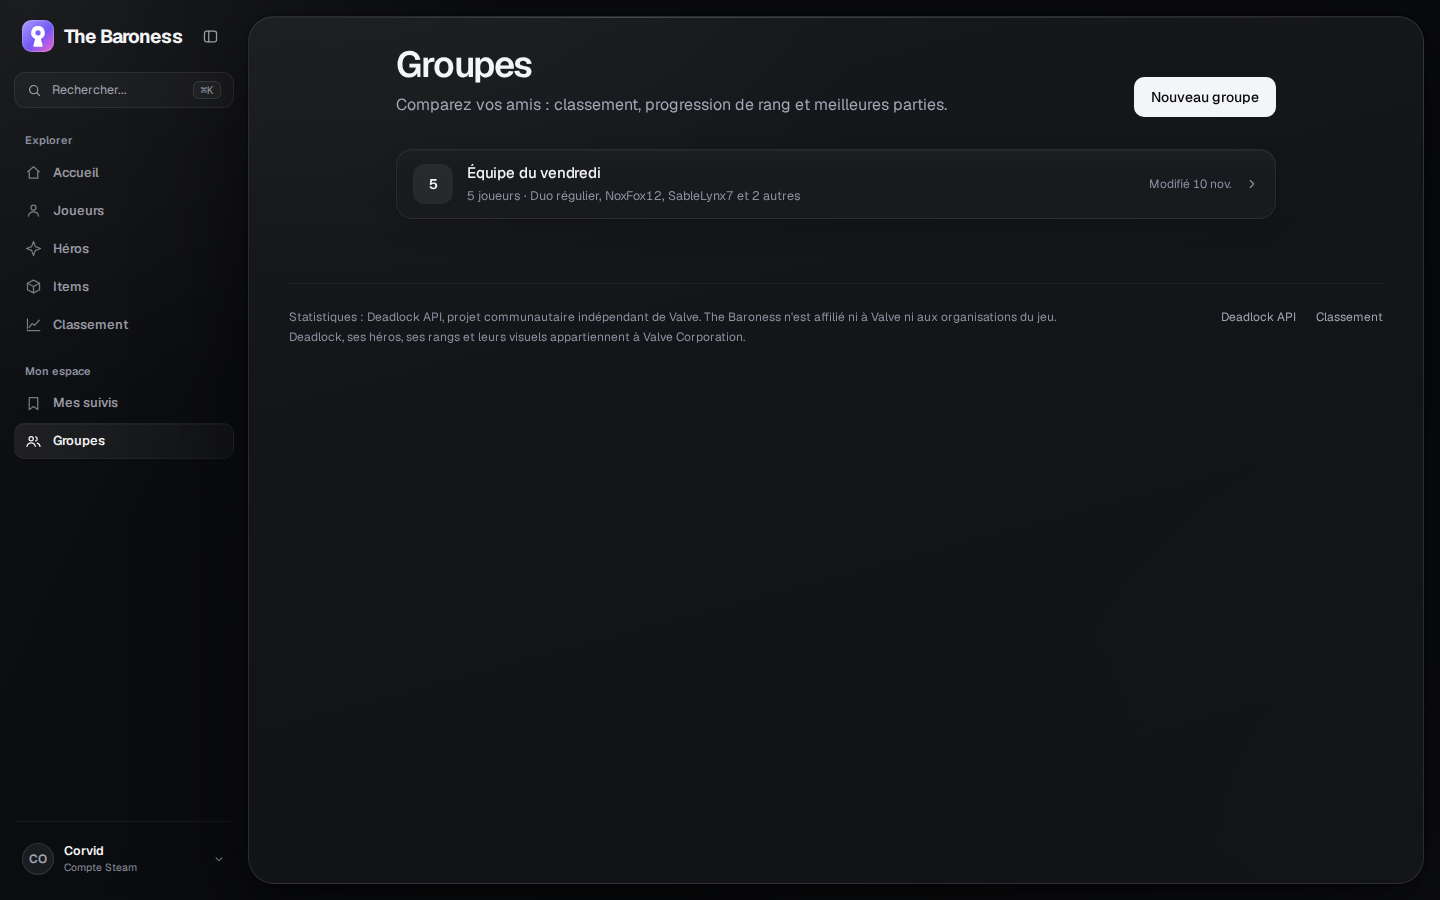 The Baroness
Rechercher...
⌘K
Explorer
Accueil
Joueurs
Héros
Items
Classement
Mon espace
Mes suivis
Groupes
CO
Corvid
Compte Steam
Groupes
Comparez vos amis : classement, progression de rang et meilleures parties.
Nouveau groupe
5
Équipe du vendredi
5 joueurs · Duo régulier, NoxFox12, SableLynx7 et 2 autres
Modifié 10 nov.
Statistiques : Deadlock API, projet communautaire indépendant de Valve. The Baroness n'est affilié ni à Valve ni aux organisations du jeu.
Deadlock, ses héros, ses rangs et leurs visuels appartiennent à Valve Corporation.
Deadlock API
Classement